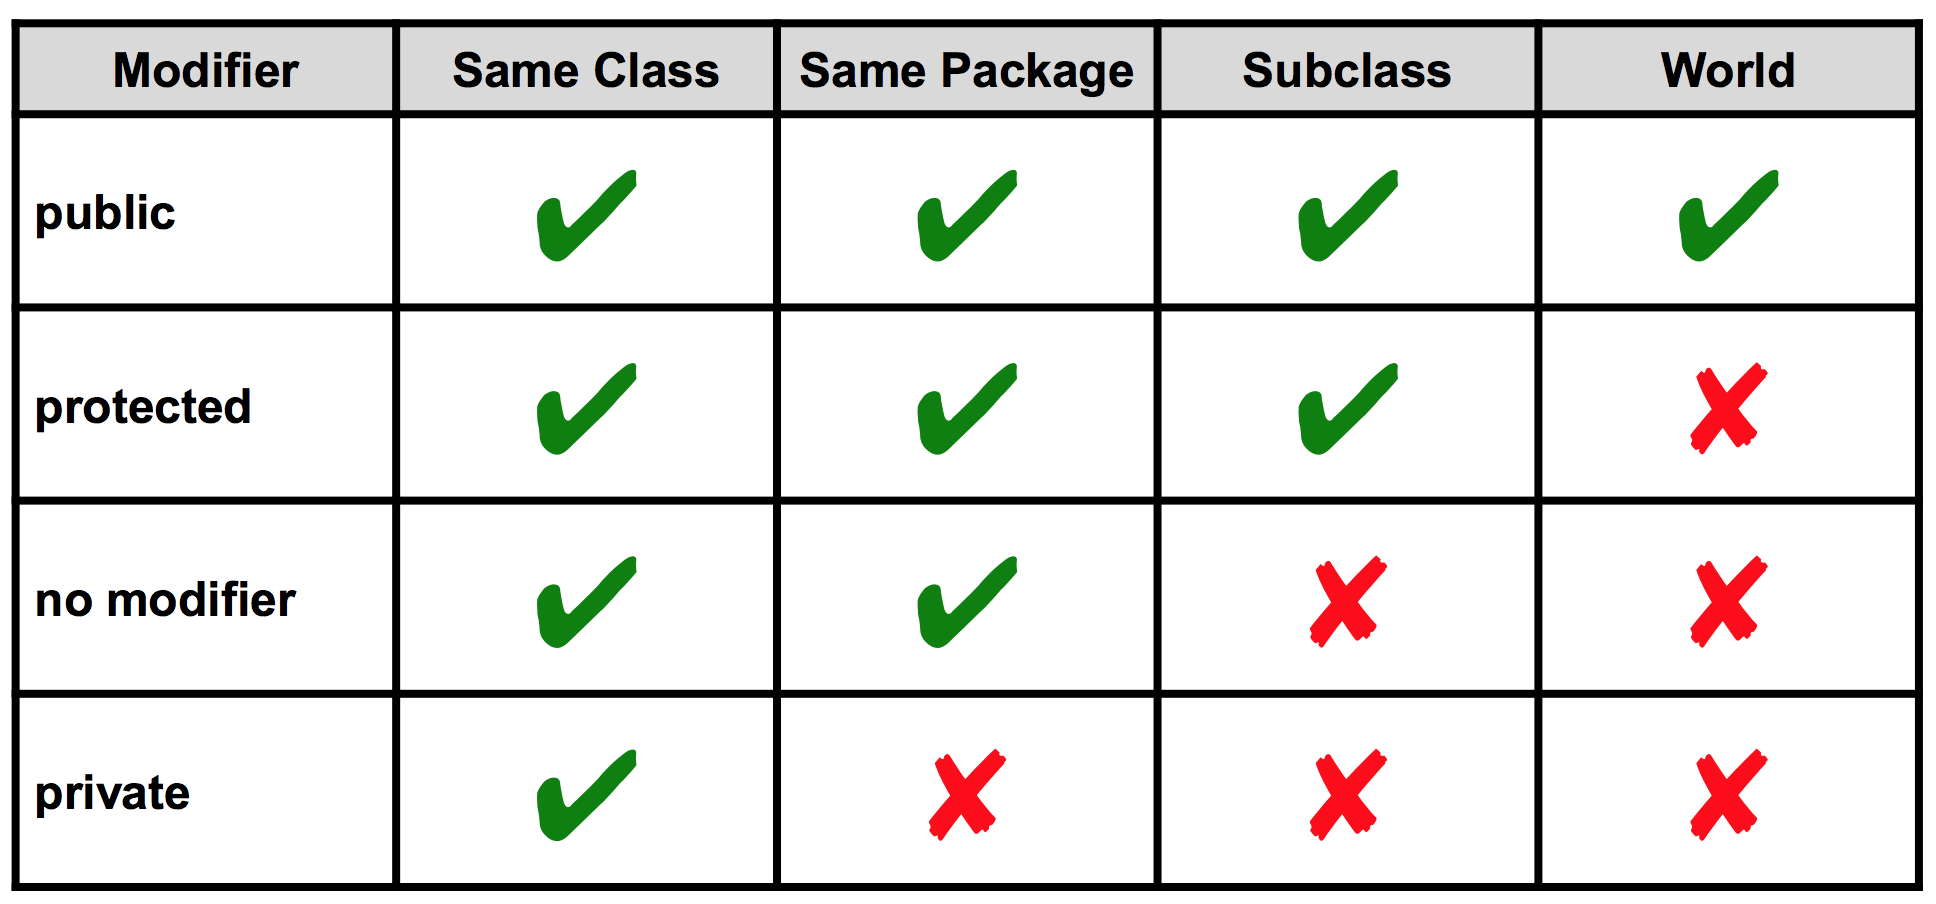 Modifier Same Class Same Package Subclass World
public ✔ ✔ ✔ ✔
protected ✔ ✔ ✔ ✘
no modifier ✔ ✔ ✘ ✘
private ✔ ✘ ✘ ✘